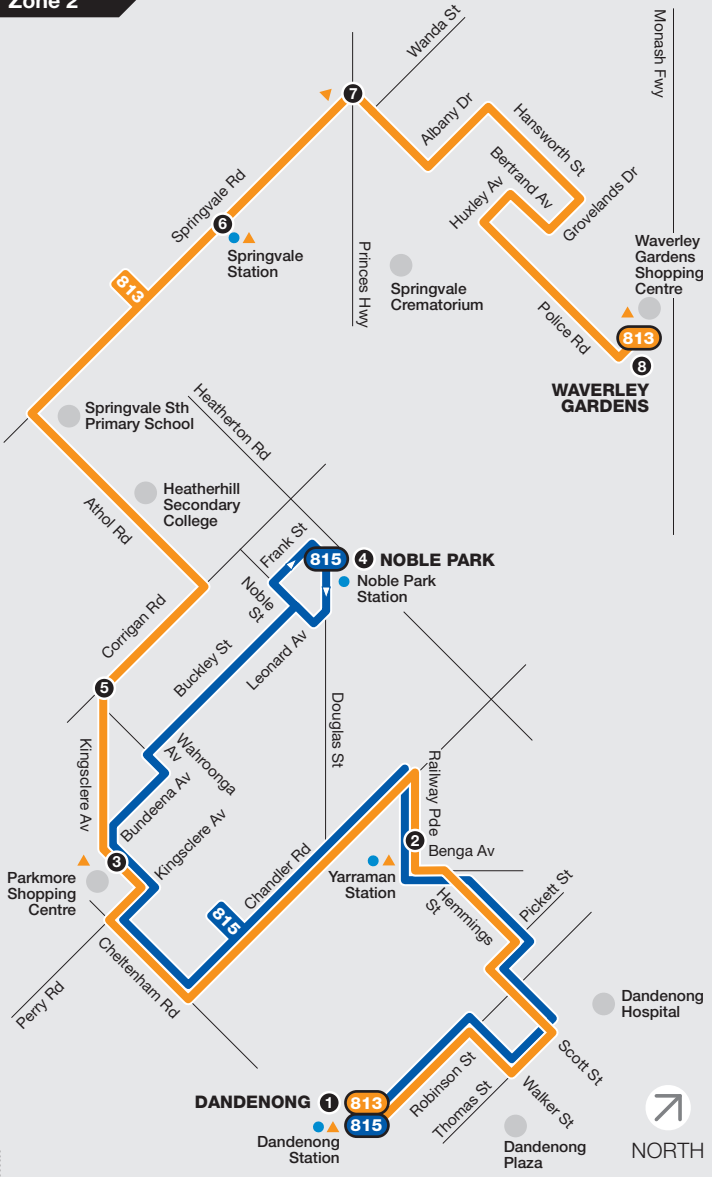 Zone 2
Wanda St
Monash Fwy
7
Albany Dr
Hansworth St
Bertrand Av
Huxley Av
Grovelands Dr
Springvale Rd
6
Springvale
Station
Princes Hwy
Springvale
Crematorium
Waverley
Gardens
Shopping
Centre
813
Police Rd
813
8
WAVERLEY
GARDENS
Heatherton Rd
Springvale Sth
Primary School
Heatherhill
Secondary
College
Athol Rd
Frank St
815
4
NOBLE PARK
Noble Park
Station
Noble
St
Leonard Av
Corrigan Rd
Buckley St
5
Douglas St
Wahroonga
Av
Kingsclere Av
Bundeena Av
Kingsclere Av
Railway Pde
2
Benga Av
3
Parkmore
Shopping
Centre
Chandler Rd
Yarraman
Station
Hemmings
St
Pickett St
815
Cheltenham Rd
Perry Rd
Dandenong
Hospital
Scott St
Robinson St
Thomas St
Walker St
DANDENONG
1
813
815
Dandenong
Station
Dandenong
Plaza
NORTH